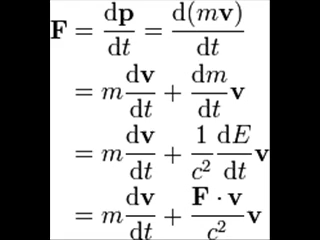 F = dp/dt = d(mv)/dt
= m dv/dt + dm/dt v
= m dv/dt + 1/c² dE/dt v
= m dv/dt + F · v/c² v